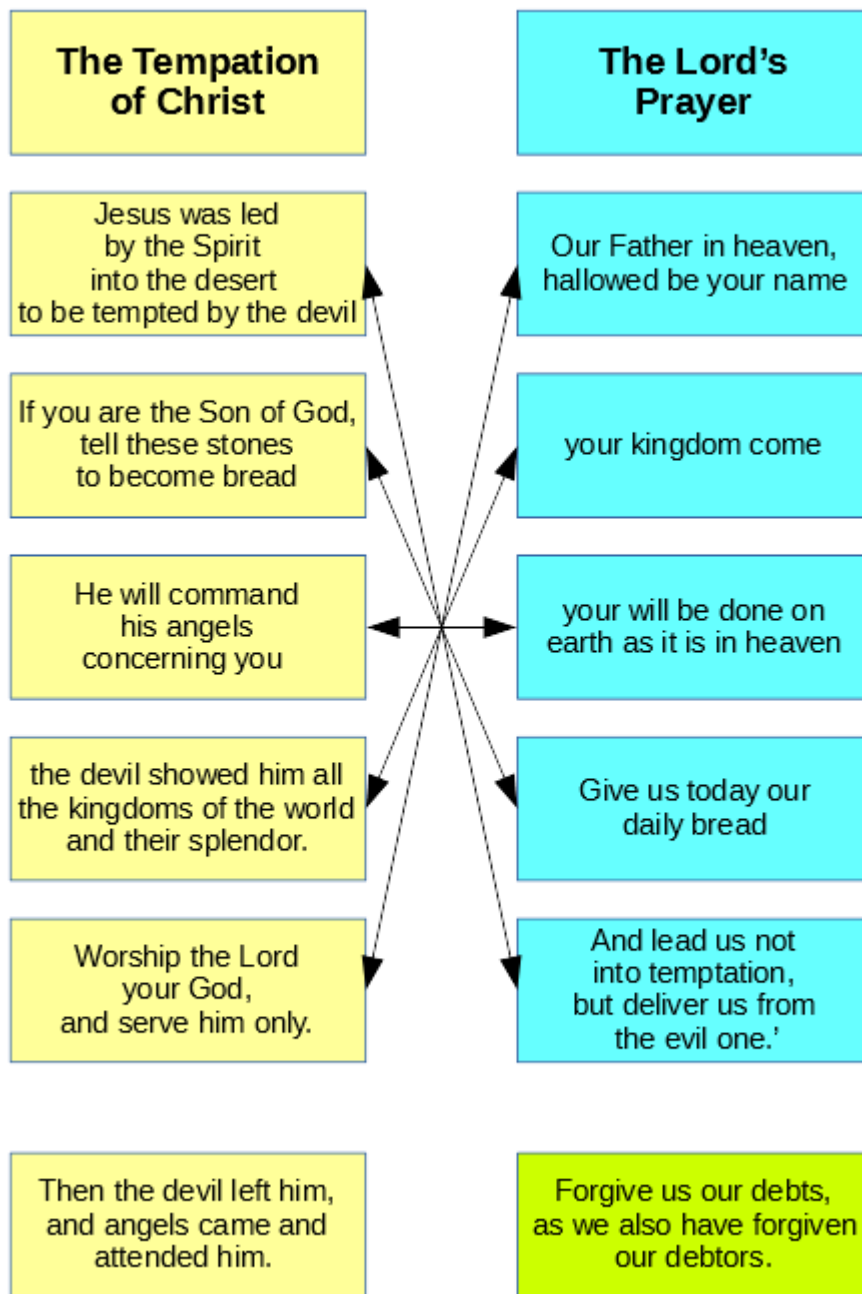 The Tempation
of Christ
The Lord's
Prayer
Jesus was led
by the Spirit
into the desert
to be tempted by the devil
Our Father in heaven,
hallowed be your name
If you are the Son of God,
tell these stones
to become bread
your kingdom come
He will command
his angels
concerning you
your will be done on
earth as it is in heaven
the devil showed him all
the kingdoms of the world
and their splendor.
Give us today our
daily bread
Worship the Lord
your God,
and serve him only.
And lead us not
into temptation,
but deliver us from
the evil one.’
Then the devil left him,
and angels came and
attended him.
Forgive us our debts,
as we also have forgiven
our debtors.